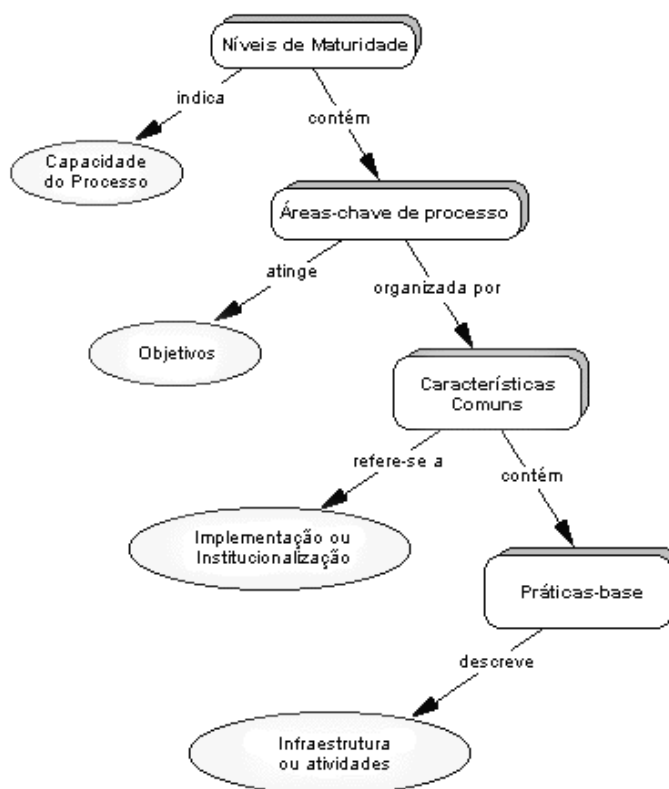 Níveis de Maturidade
indica
contém
Capacidade
do Processo
Áreas-chave de processo
atinge
organizada por
Objetivos
Características
Comuns
refere-se a
contém
Implementação ou
Institucionalização
Práticas-base
descreve
Infraestrutura
ou atividades